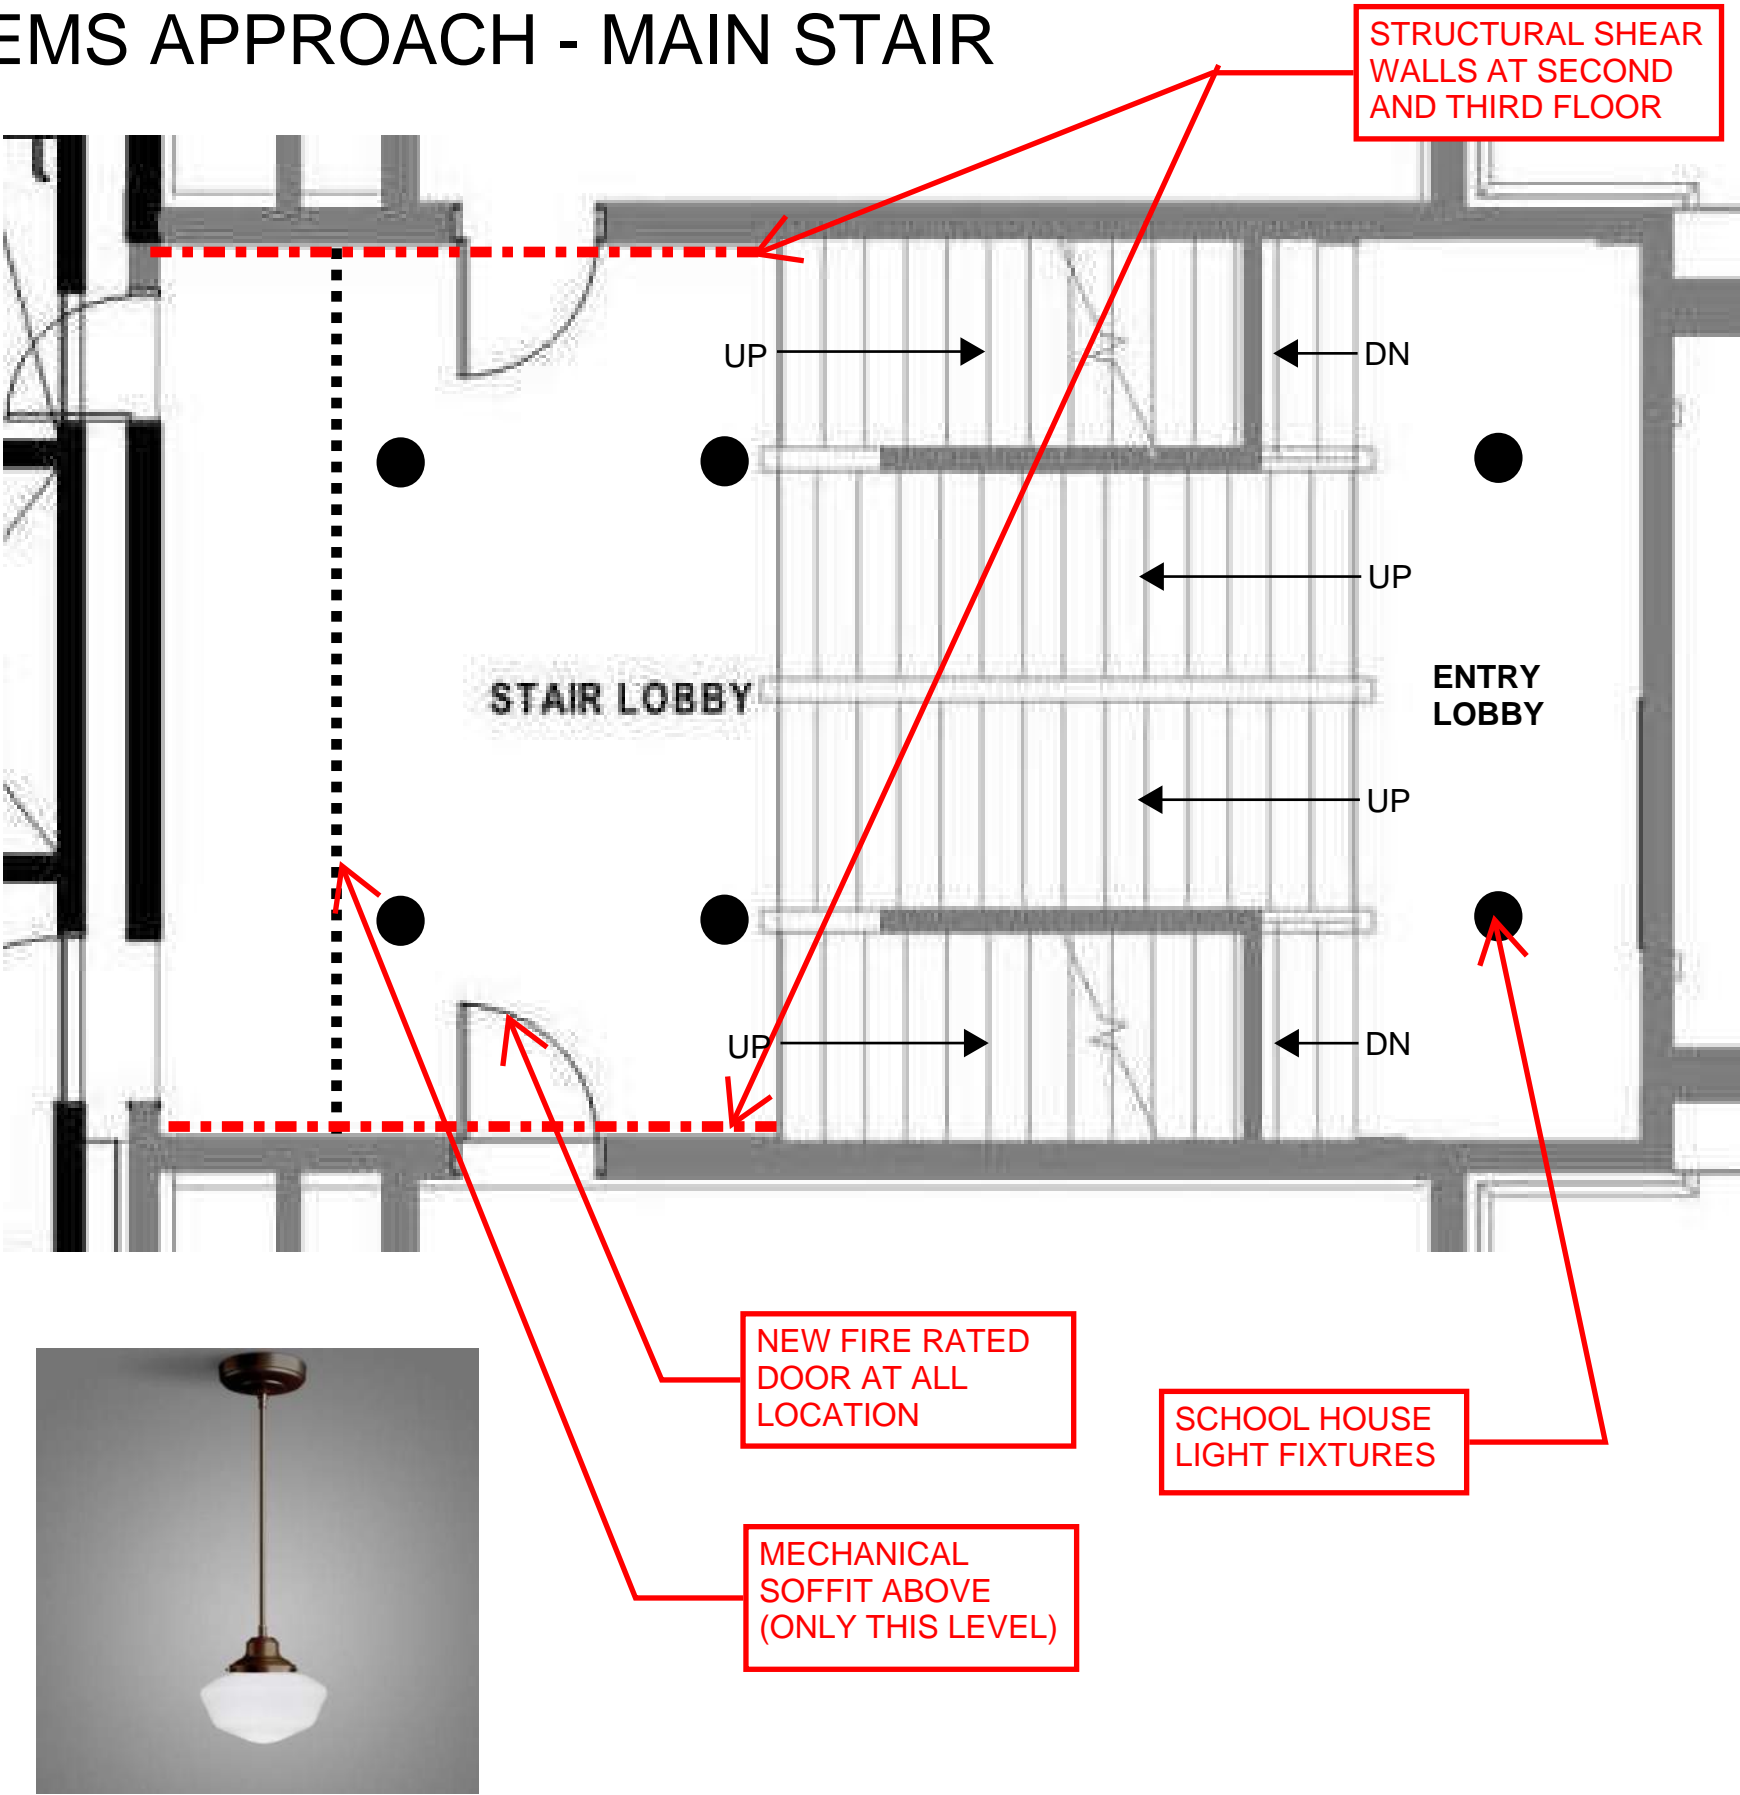 EMS APPROACH - MAIN STAIR
STRUCTURAL SHEAR
WALLS AT SECOND
AND THIRD FLOOR
UP
DN
UP
STAIR LOBBY
ENTRY
LOBBY
UP
UP
DN
NEW FIRE RATED
DOOR AT ALL
LOCATION
SCHOOL HOUSE
LIGHT FIXTURES
MECHANICAL
SOFFIT ABOVE
(ONLY THIS LEVEL)